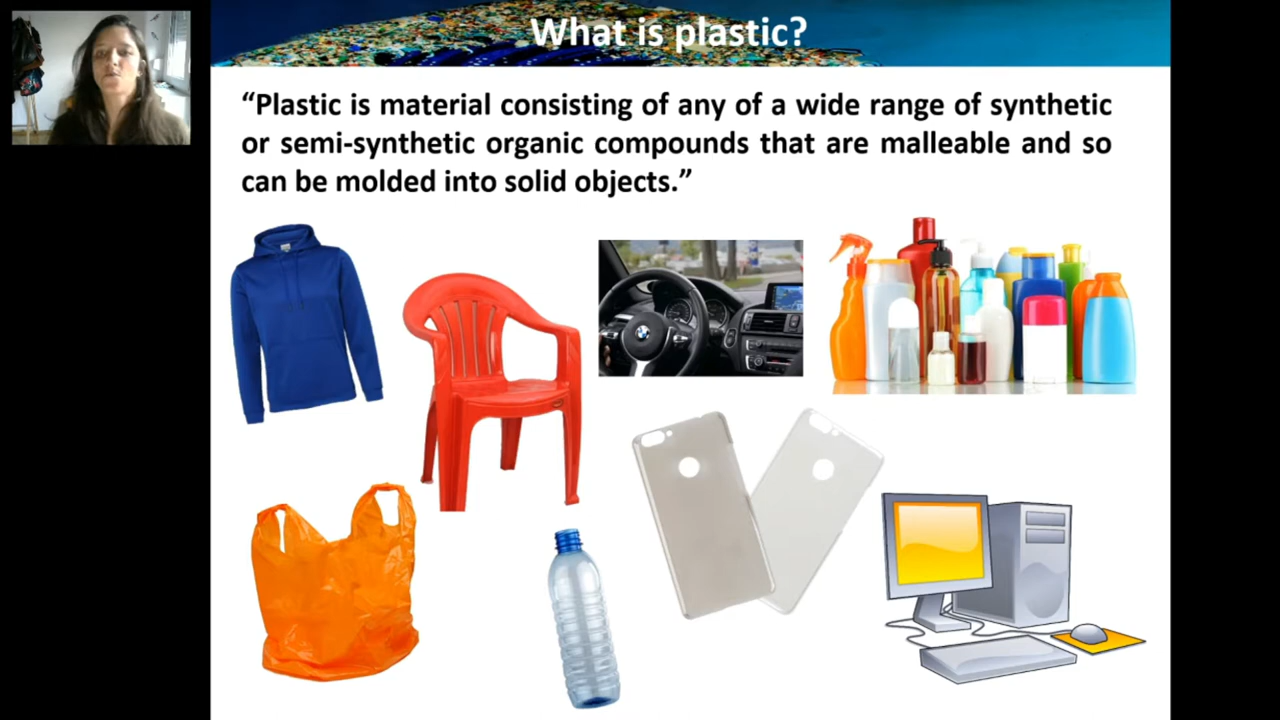 What is plastic?
“Plastic is material consisting of any of a wide range of synthetic
or semi-synthetic organic compounds that are malleable and so
can be molded into solid objects.”